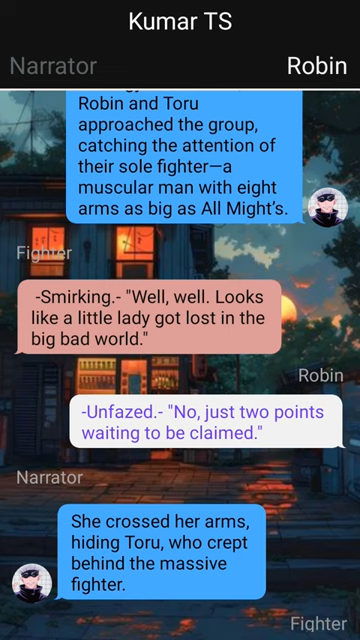 Kumar TS
Narrator
Robin
Robin and Toru
approached the group,
catching the attention of
their sole fighter—a
muscular man with eight
arms as big as All Might's.
Fighter
-Smirking.- "Well, well. Looks
like a little lady got lost in the
big bad world."
Robin
-Unfazed.- "No, just two points
waiting to be claimed."
Narrator
She crossed her arms,
hiding Toru, who crept
behind the massive
fighter.
Fighter